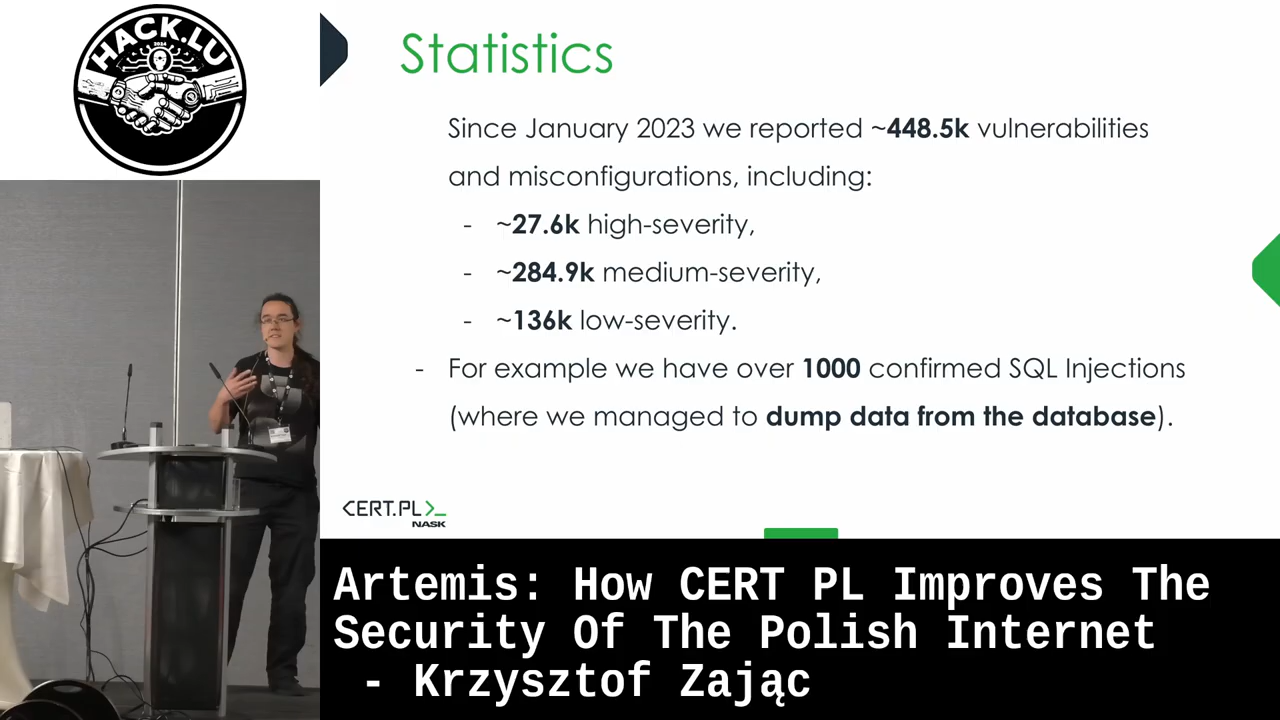 HACK.LU
2024
Statistics
Since January 2023 we reported ~448.5k vulnerabilities
and misconfigurations, including:
- ~27.6k high-severity,
- ~284.9k medium-severity,
- ~136k low-severity.
- For example we have over 1000 confirmed SQL Injections
(where we managed to dump data from the database).
<CERT.PL>_
NASK
Artemis: How CERT PL Improves The
Security Of The Polish Internet
- Krzysztof Zając